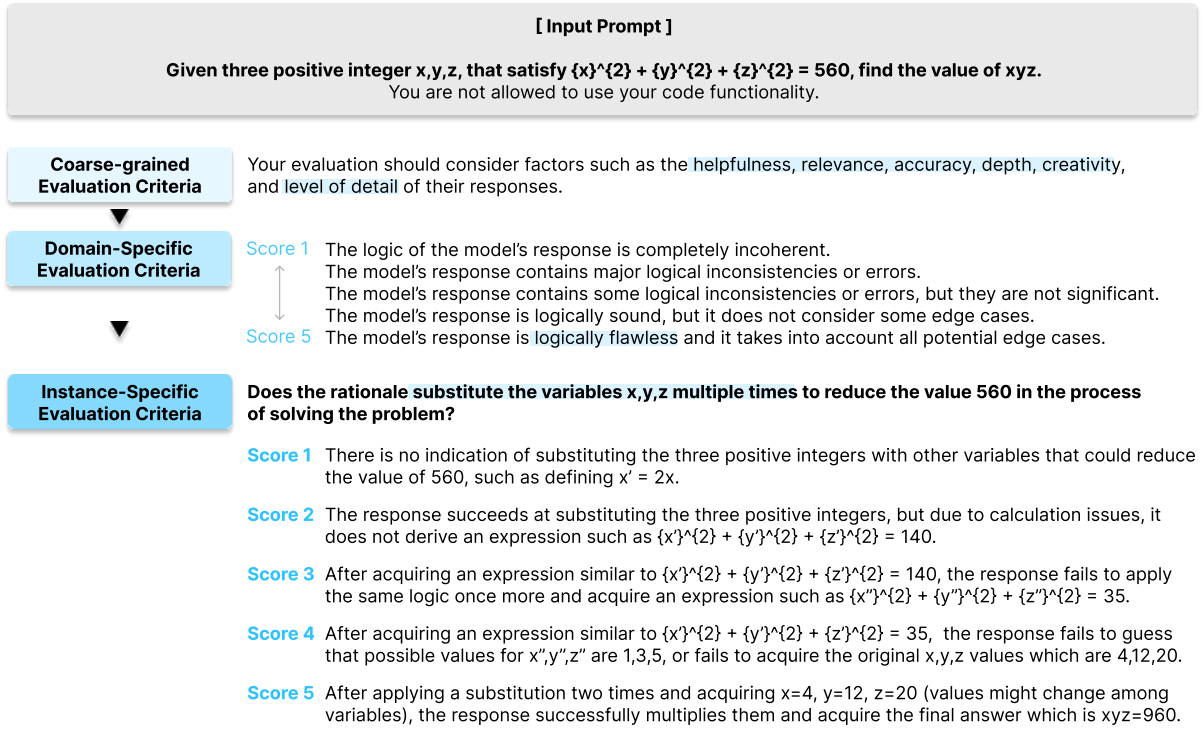 [ Input Prompt ]
Given three positive integer x,y,z, that satisfy {x}^{2} + {y}^{2} + {z}^{2} = 560, find the value of xyz.
You are not allowed to use your code functionality.
Coarse-grained
Evaluation Criteria
Your evaluation should consider factors such as the helpfulness, relevance, accuracy, depth, creativity,
and level of detail of their responses.
Domain-Specific
Evaluation Criteria
Score 1 The logic of the model’s response is completely incoherent.
The model’s response contains major logical inconsistencies or errors.
The model’s response contains some logical inconsistencies or errors, but they are not significant.
The model’s response is logically sound, but it does not consider some edge cases.
Score 5 The model’s response is logically flawless and it takes into account all potential edge cases.
Instance-Specific
Evaluation Criteria
Does the rationale substitute the variables x,y,z multiple times to reduce the value 560 in the process
of solving the problem?
Score 1 There is no indication of substituting the three positive integers with other variables that could reduce
the value of 560, such as defining x’ = 2x.
Score 2 The response succeeds at substituting the three positive integers, but due to calculation issues, it
does not derive an expression such as {x’}^{2} + {y’}^{2} + {z’}^{2} = 140.
Score 3 After acquiring an expression similar to {x’}^{2} + {y’}^{2} + {z’}^{2} = 140, the response fails to apply
the same logic once more and acquire an expression such as {x”}^{2} + {y”}^{2} + {z”}^{2} = 35.
Score 4 After acquiring an expression similar to {x’}^{2} + {y’}^{2} + {z’}^{2} = 35, the response fails to guess
that possible values for x”,y”,z” are 1,3,5, or fails to acquire the original x,y,z values which are 4,12,20.
Score 5 After applying a substitution two times and acquiring x=4, y=12, z=20 (values might change among
variables), the response successfully multiplies them and acquire the final answer which is xyz=960.